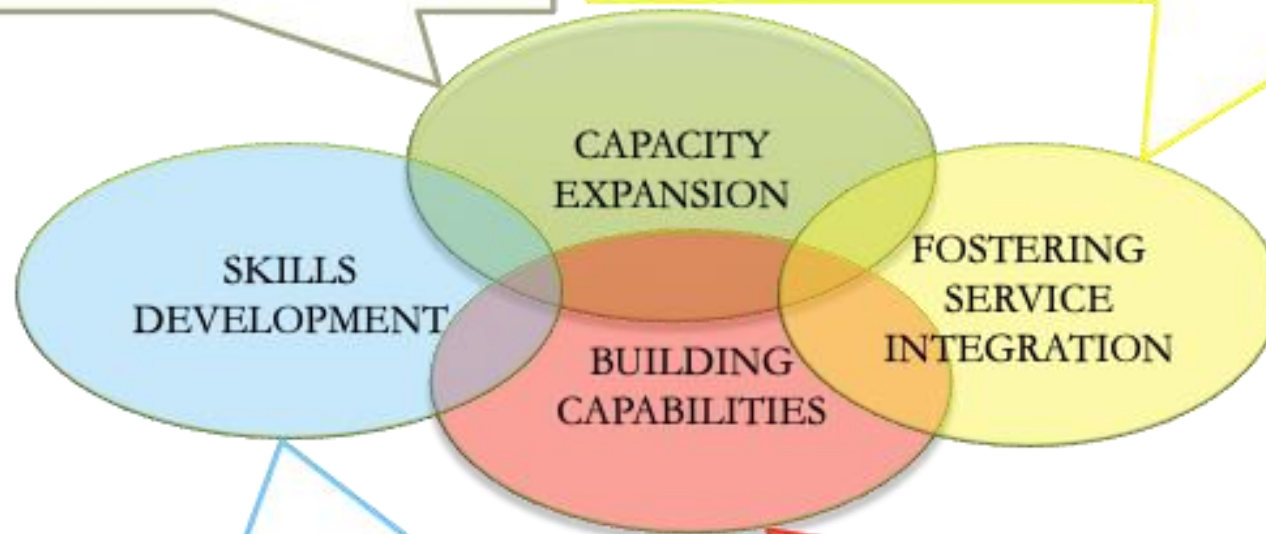 CAPACITY
EXPANSION
SKILLS
DEVELOPMENT
FOSTERING
SERVICE
INTEGRATION
BUILDING
CAPABILITIES